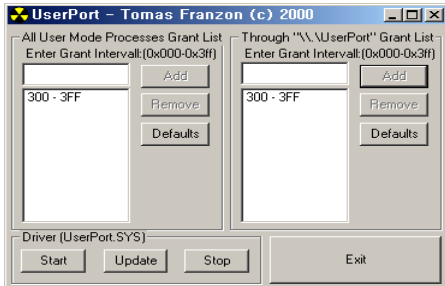 UserPort - Tomas Franzon (c) 2000
All User Mode Processes Grant List
Enter Grant Intervall:(0x000-0x3ff)
Add
300 - 3FF
Remove
Defaults
Through "\\.\UserPort" Grant List
Enter Grant Intervall:(0x000-0x3ff)
Add
300 - 3FF
Remove
Defaults
Driver (UserPort.SYS)
Start Update Stop
Exit